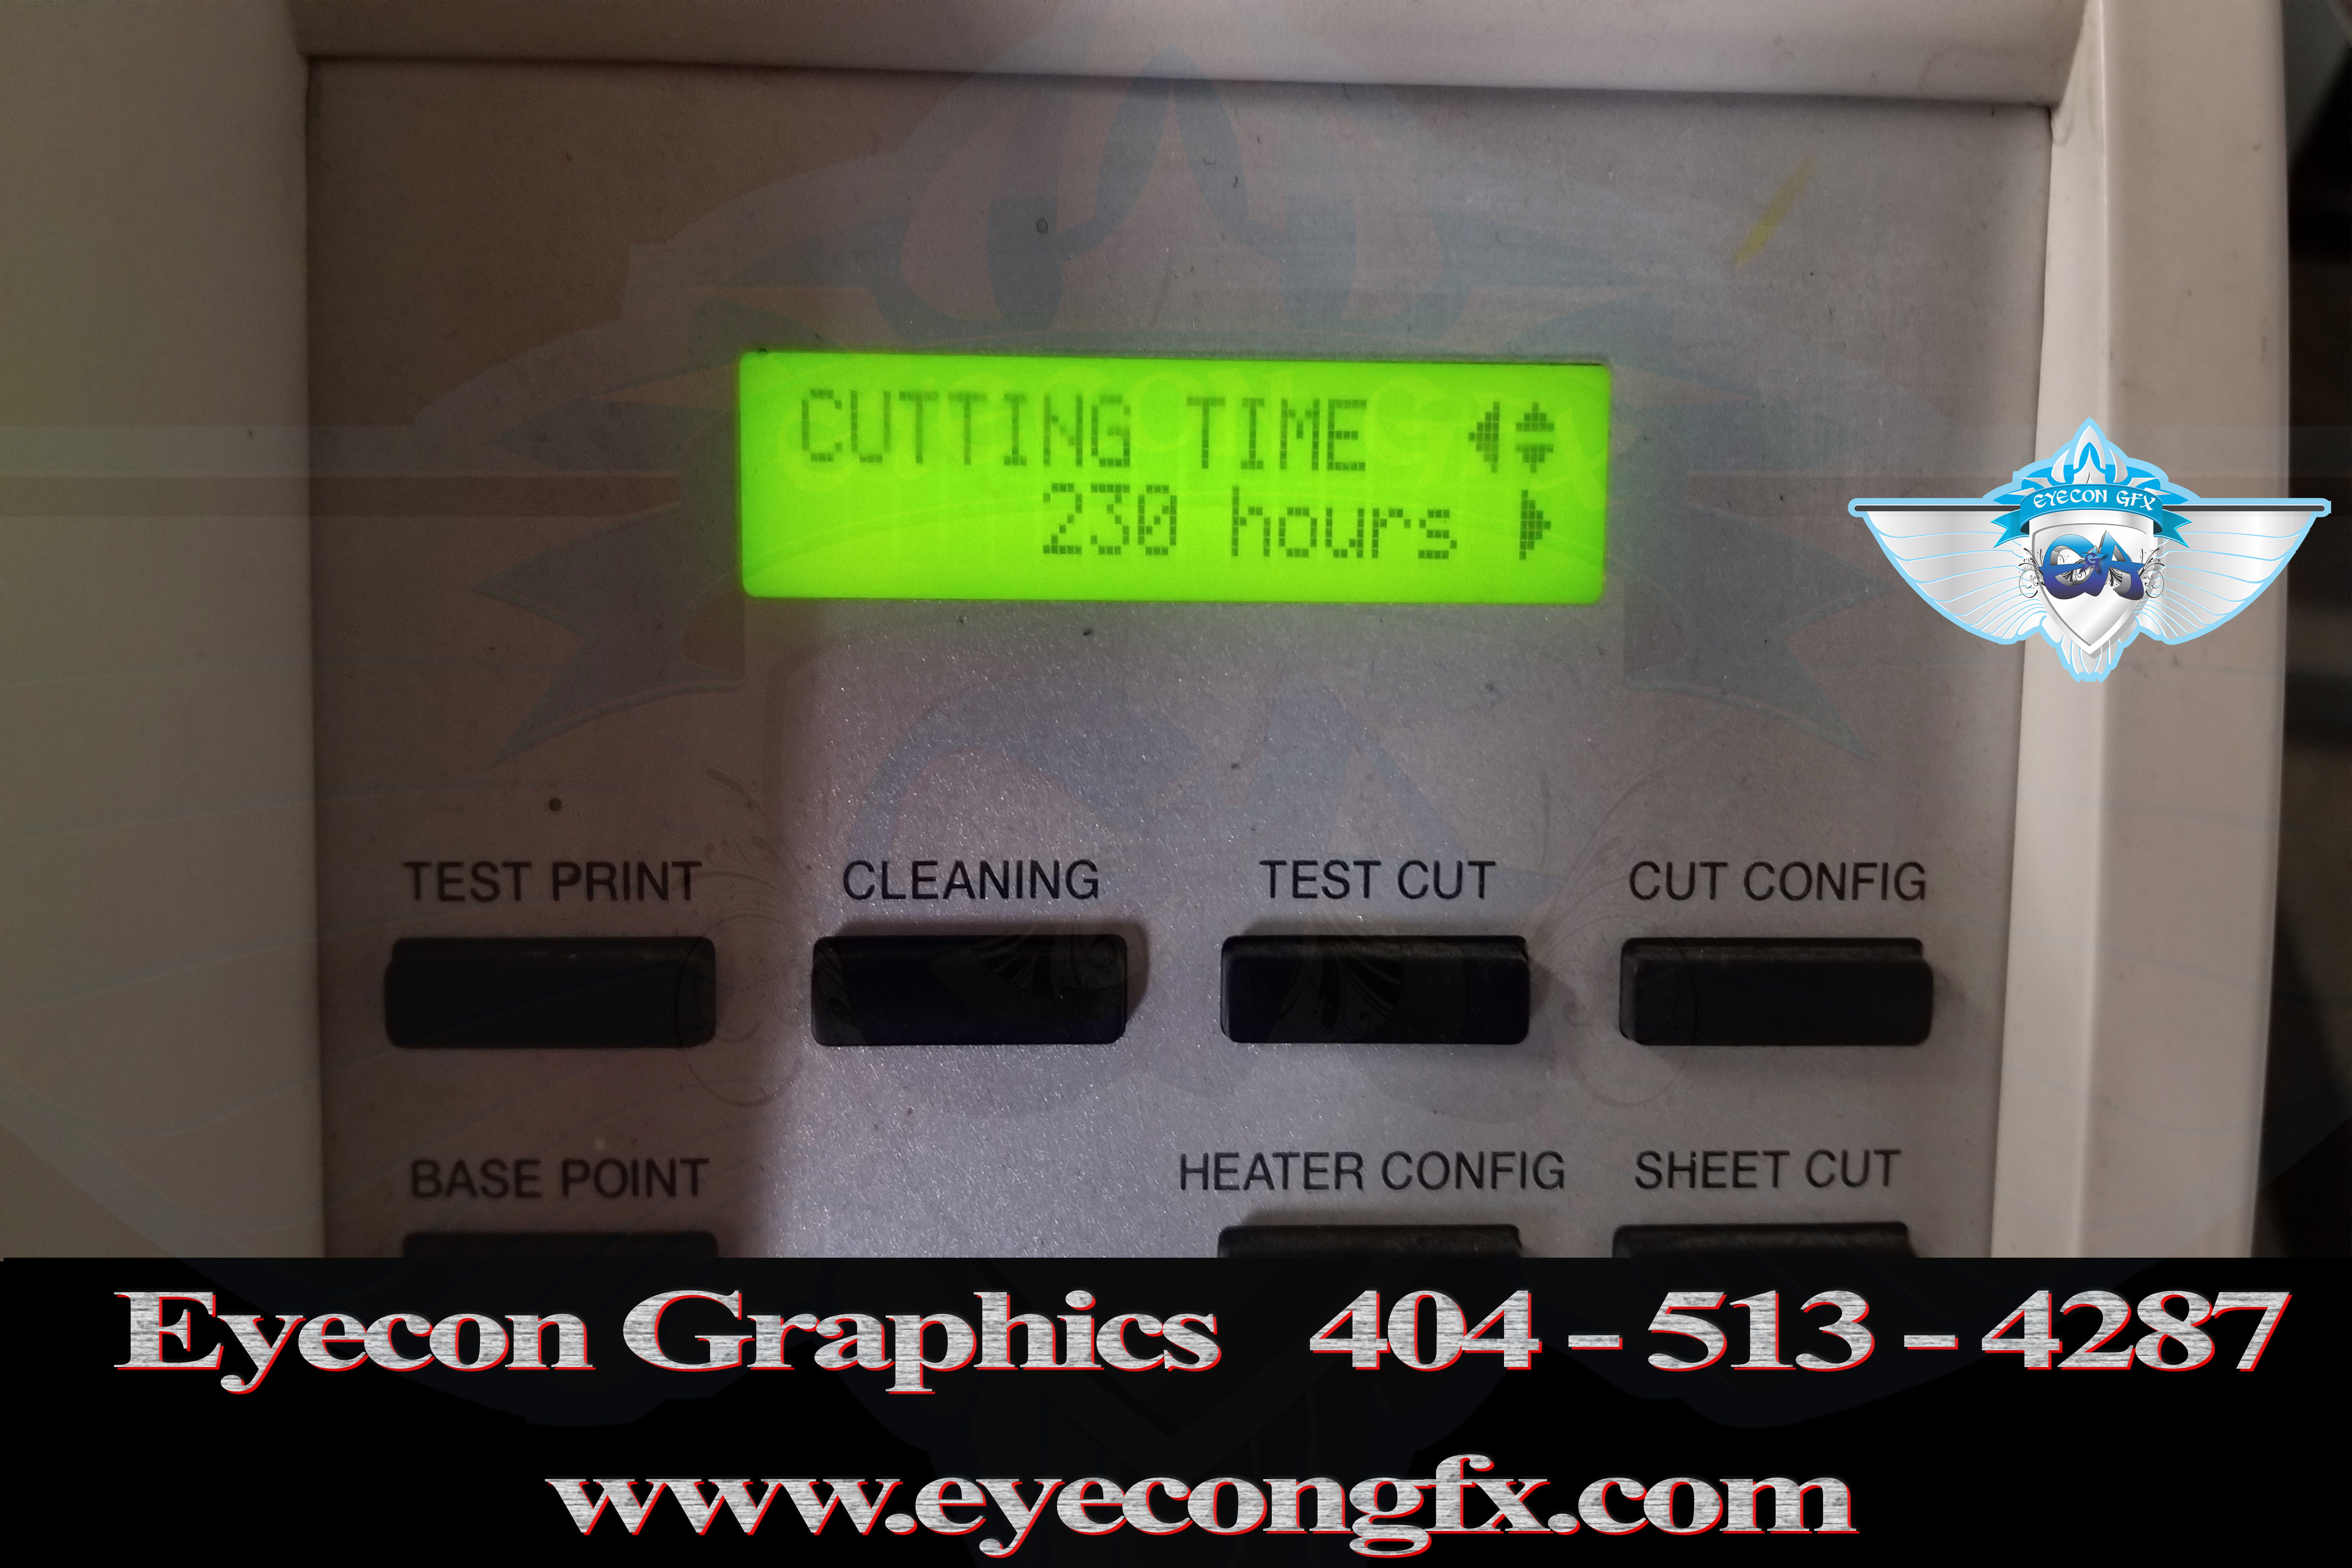 CUTTING TIME
230 hours
EYECON GFX
TEST PRINT CLEANING TEST CUT CUT CONFIG
BASE POINT HEATER CONFIG SHEET CUT
Eyecon Graphics 404 - 513 - 4287
www.eyecongfx.com